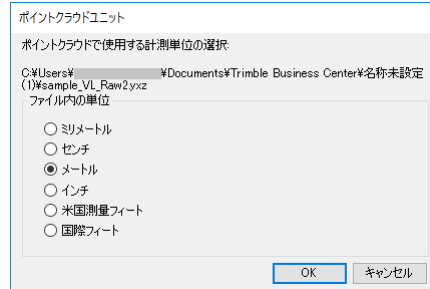 ポイントクラウドユニット
ポイントクラウドで使用する計測単位の選択:
C:¥Users¥ ¥Documents¥Trimble Business Center¥名称未設定
(1)¥sample_VL_Raw2.yxz
ファイル内の単位
ミリメートル
センチ
メートル
インチ
米国測量フィート
国際フィート
OK キャンセル